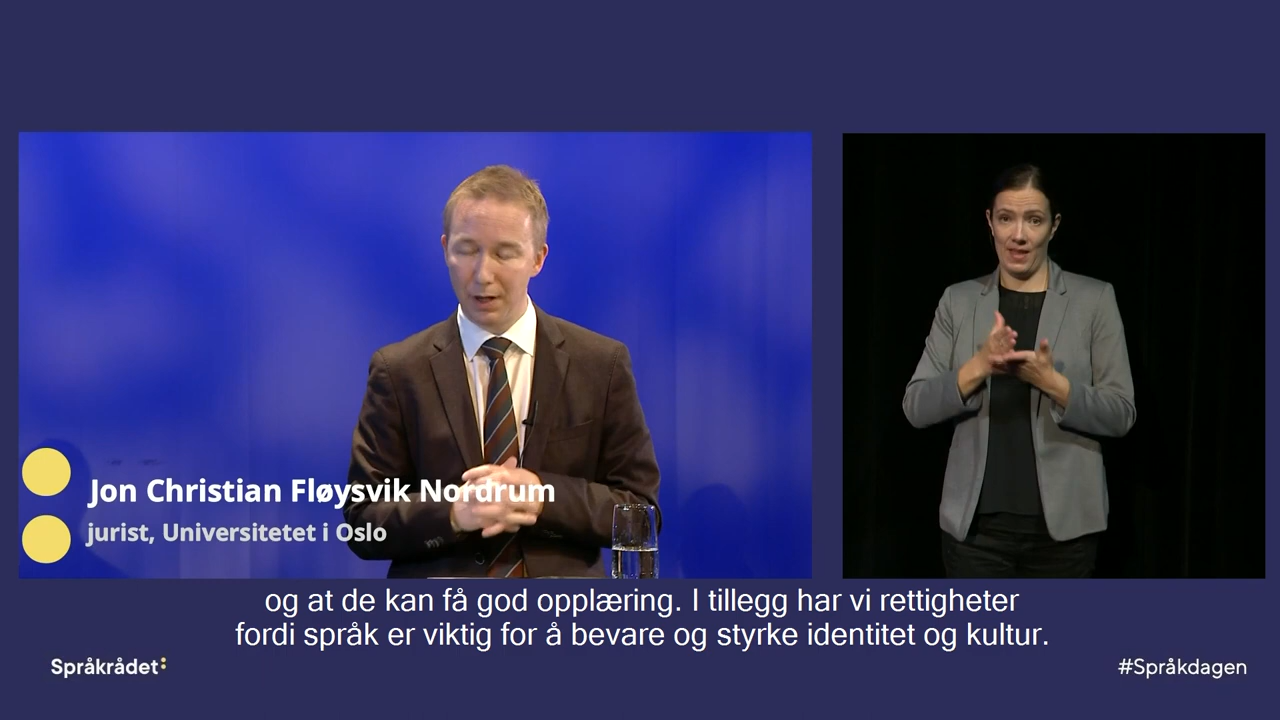 Jon Christian Fløysvik Nordrum
jurist, Universitetet i Oslo
og at de kan få god opplæring. I tillegg har vi rettigheter
fordi språk er viktig for å bevare og styrke identitet og kultur.
Språkrådet:
#Språkdagen